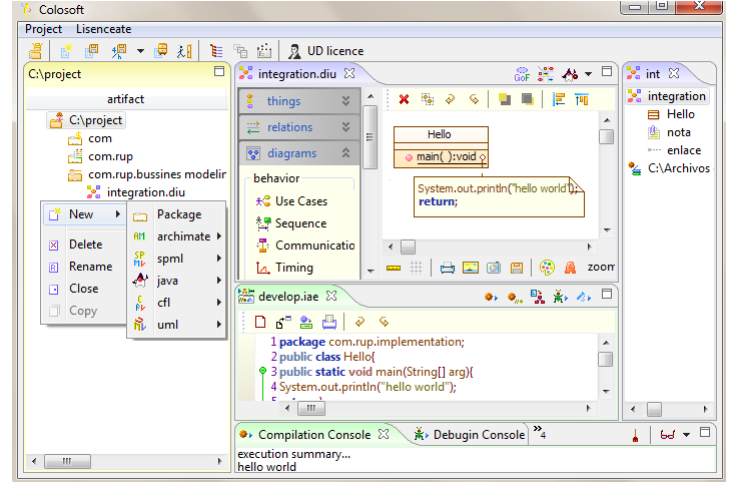 Colosoft
Project Lisenceate
UD licence
C:\project
artifact
C:\project
com
com.rup
com.rup.bussines modelir
integration.diu
New
Delete
Rename
Close
Copy
Package
archimate
spml
java
cfl
uml
integration.diu
GoF
things
relations
diagrams
behavior
Use Cases
Sequence
Communicatio
Timing
Hello
main( ):void
System.out.println("hello world");
return;
zoom
int
integration
Hello
nota
enlace
C:\Archivos
develop.iae
1 package com.rup.implementation;
2 public class Hello{
3 public static void main(String[] arg){
4 System.out.println("hello world");
Compilation Console
Debugin Console
»4
execution summary...
hello world